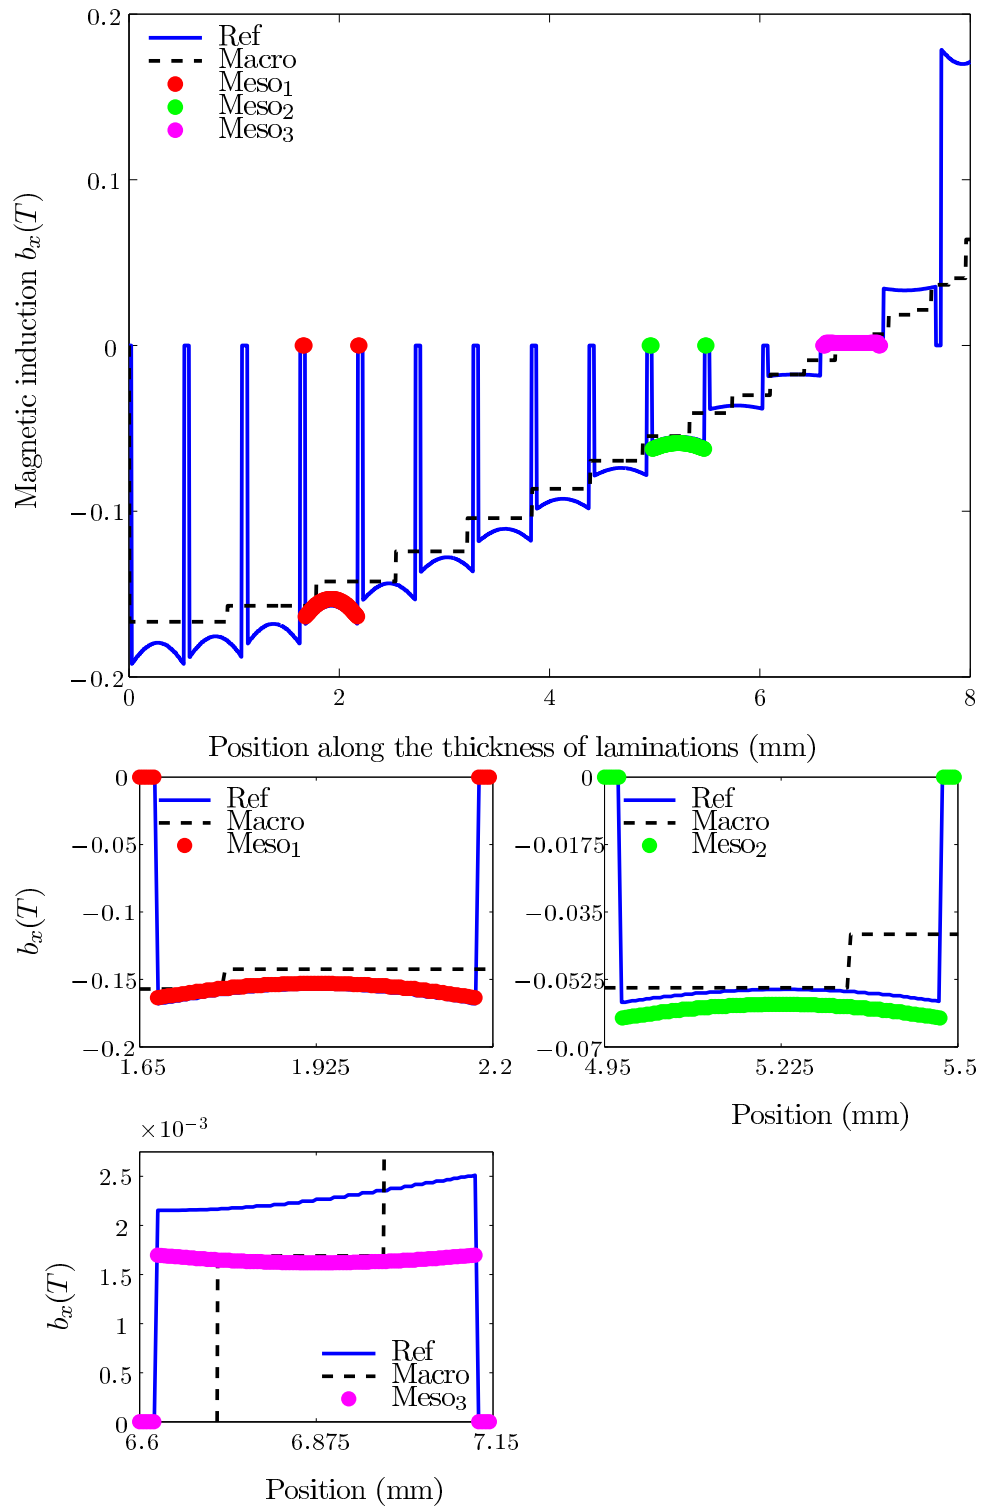 0.2
Ref
Macro
Meso1
Meso2
Meso3
0.1
Magnetic induction bx(T)
0
−0.1
−0.2
0 2 4 6 8
Position along the thickness of laminations (mm)
0
Ref
Macro
Meso1
−0.05
−0.1
bx(T)
−0.15
−0.2
1.65 1.925 2.2
0
Ref
Macro
Meso2
−0.0175
−0.035
−0.0525
−0.07
4.95 5.225 5.5
Position (mm)
×10−3
2.5
2
1.5
bx(T)
1
0.5
0
Ref
Macro
Meso3
6.6 6.875 7.15
Position (mm)